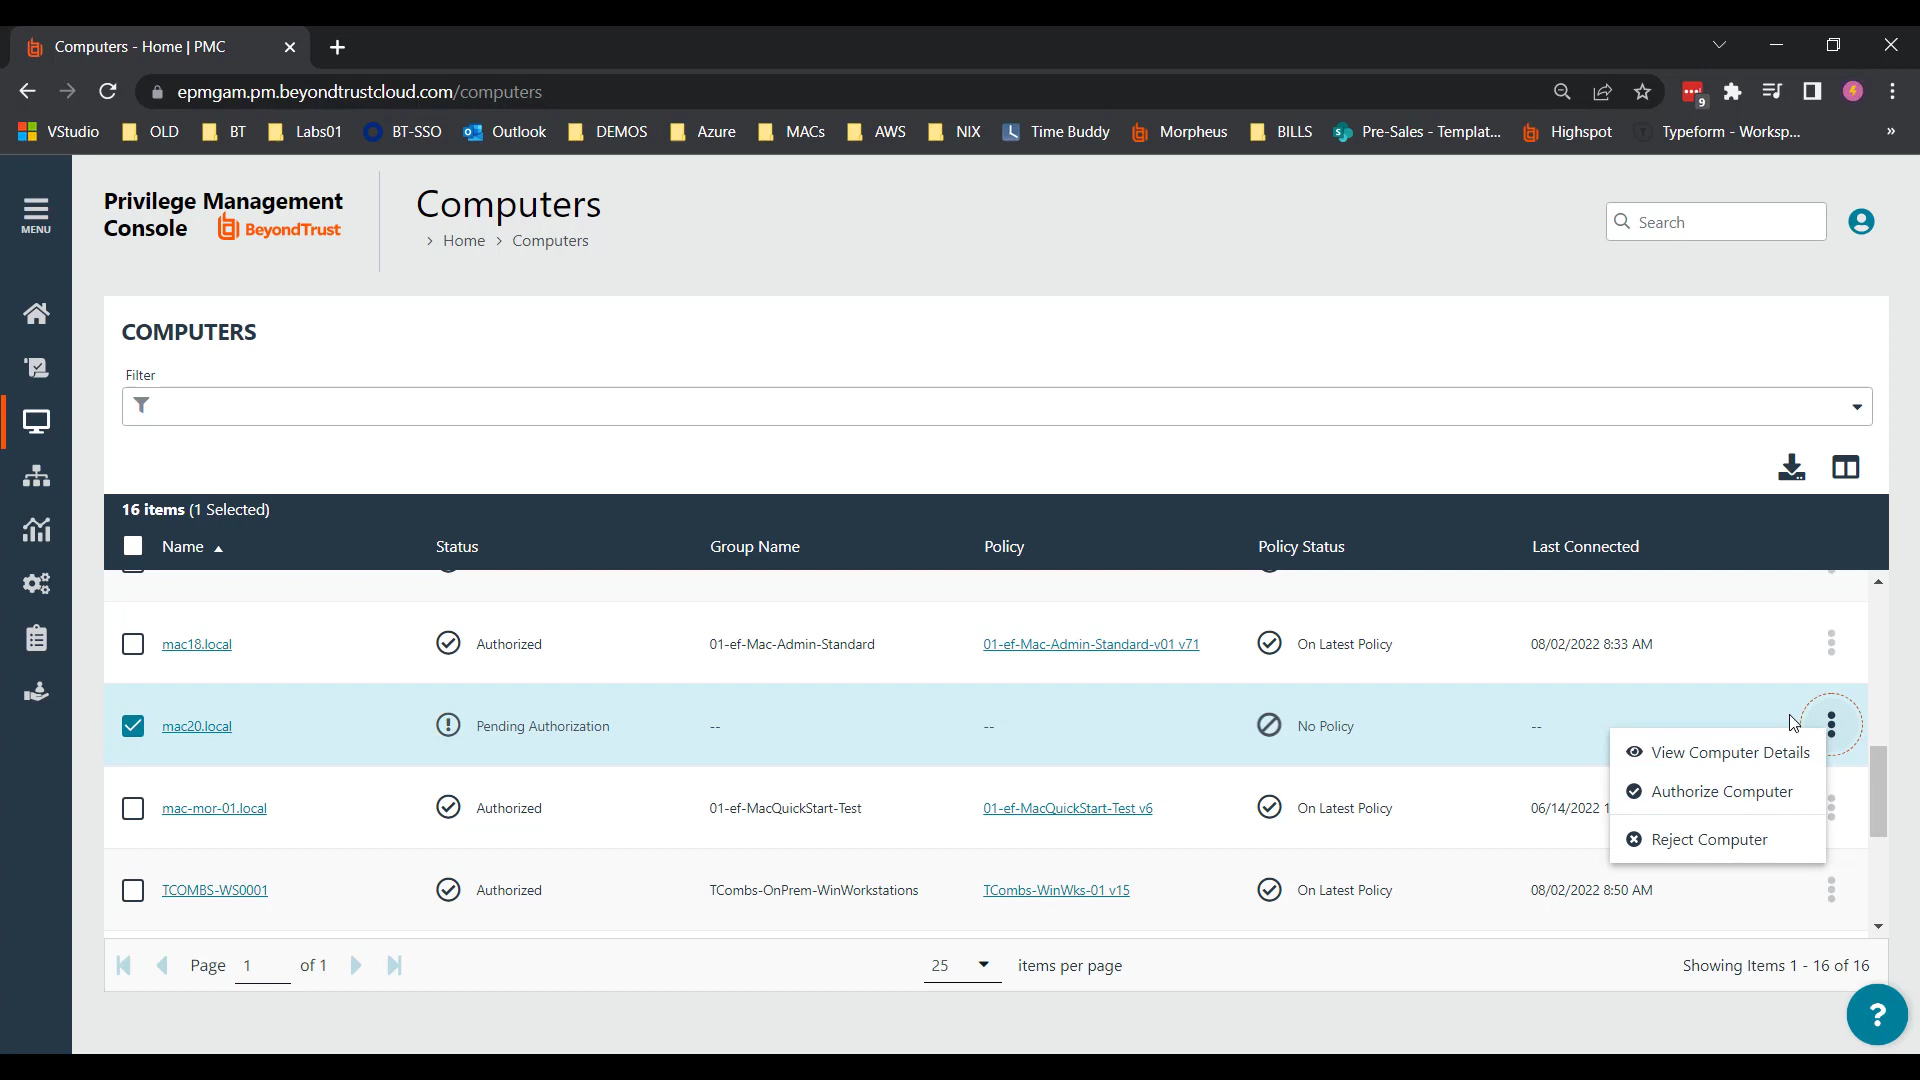 Computers - Home | PMC
epmgam.pm.beyondtrustcloud.com/computers
9
VStudio OLD BT Labs01 BT-SSO Outlook DEMOS Azure MACs AWS NIX Time Buddy Morpheus BILLS Pre-Sales - Templat... Highspot Typeform - Worksp... »
MENU
Privilege Management
Console BeyondTrust
Computers
› Home › Computers
Search
COMPUTERS
Filter
16 items (1 Selected)
Name Status Group Name Policy Policy Status Last Connected
mac18.local Authorized 01-ef-Mac-Admin-Standard 01-ef-Mac-Admin-Standard-v01 v71 On Latest Policy 08/02/2022 8:33 AM
mac20.local Pending Authorization -- -- No Policy --
View Computer Details
Authorize Computer
mac-mor-01.local Authorized 01-ef-MacQuickStart-Test 01-ef-MacQuickStart-Test v6 On Latest Policy 06/14/2022 1
Reject Computer
TCOMBS-WS0001 Authorized TCombs-OnPrem-WinWorkstations TCombs-WinWks-01 v15 On Latest Policy 08/02/2022 8:50 AM
Page 1 of 1 25 items per page Showing Items 1 - 16 of 16
?